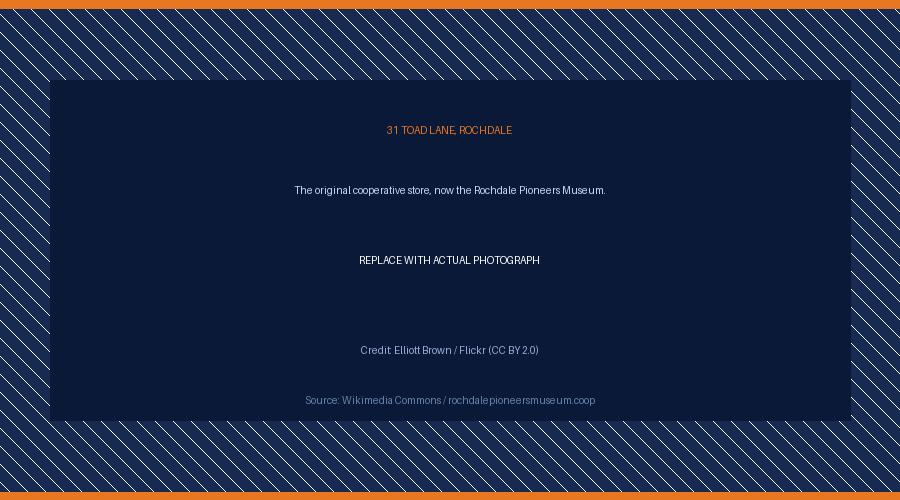 31 TOAD LANE, ROCHDALE
The original cooperative store, now the Rochdale Pioneers Museum.
REPLACE WITH ACTUAL PHOTOGRAPH
Credit: Elliott Brown / Flickr (CC BY 2.0)
Source: Wikimedia Commons / rochdalepioneersmuseum.coop